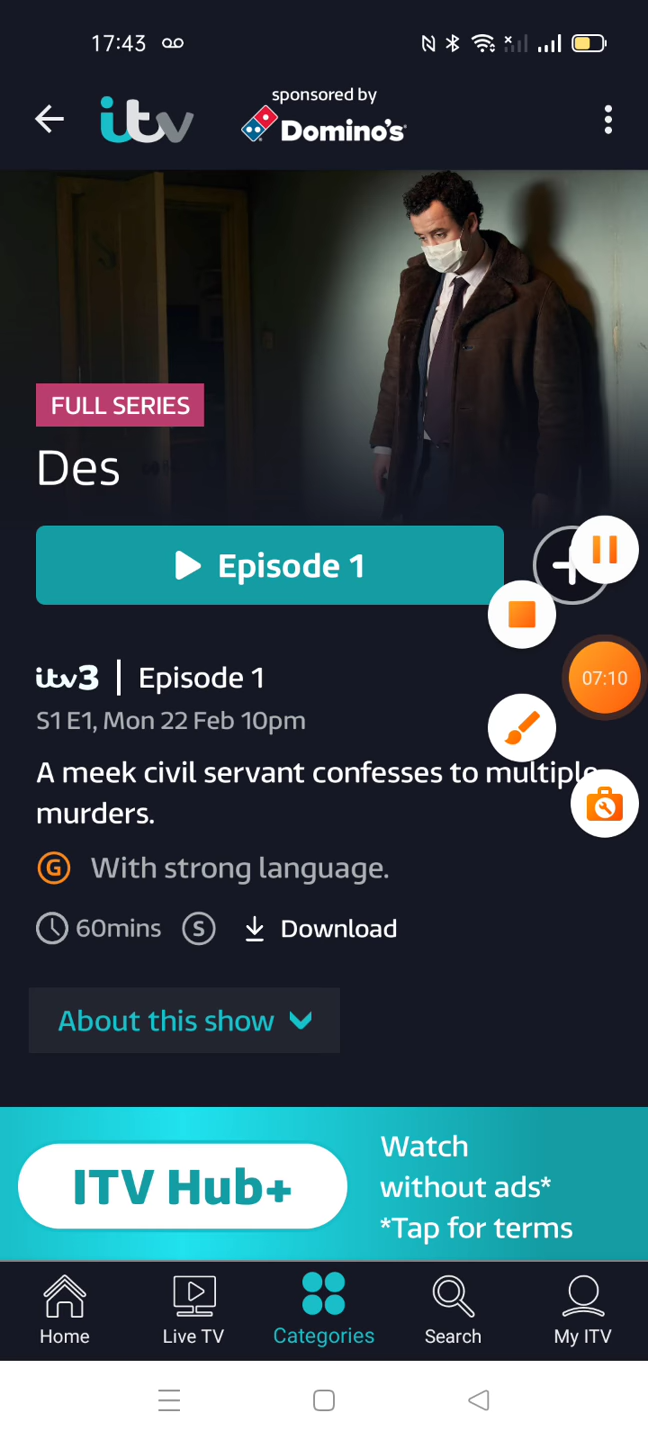 17:43
sponsored by
itv
Domino's
FULL SERIES
Des
Episode 1
itv3 | Episode 1
S1 E1, Mon 22 Feb 10pm
07:10
A meek civil servant confesses to multiple
murders.
G With strong language.
60mins S Download
About this show
ITV Hub+
Watch
without ads*
*Tap for terms
Home Live TV Categories Search My ITV